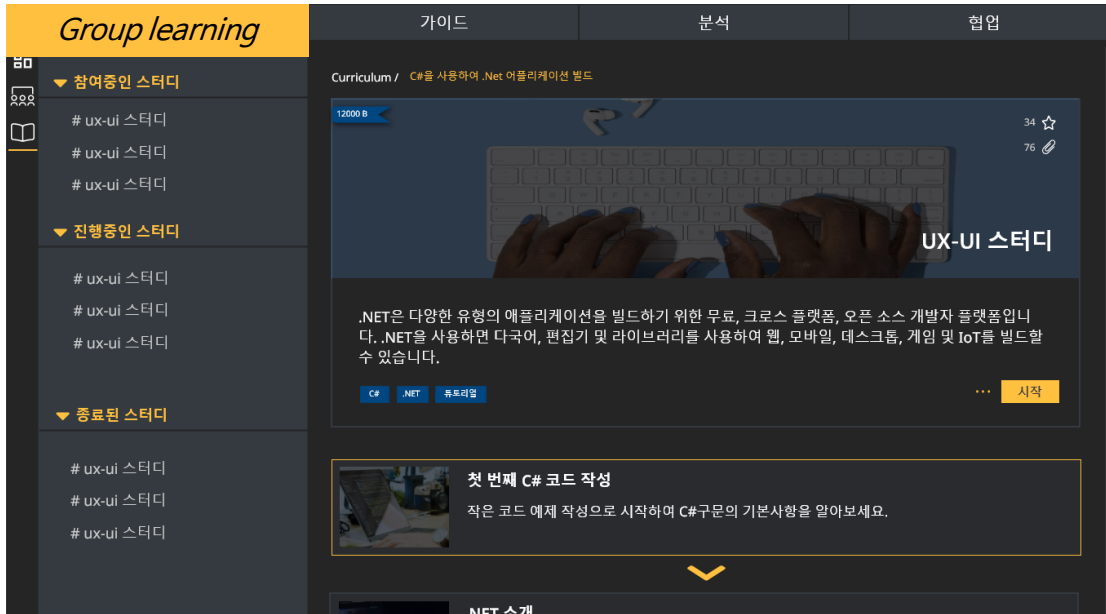 Group learning
가이드
분석
협업
참여중인 스터디
# ux-ui 스터디
# ux-ui 스터디
# ux-ui 스터디
진행중인 스터디
# ux-ui 스터디
# ux-ui 스터디
# ux-ui 스터디
종료된 스터디
# ux-ui 스터디
# ux-ui 스터디
# ux-ui 스터디
Curriculum / C#을 사용하여 .Net 어플리케이션 빌드
12000 B
34
76
UX-UI 스터디
.NET은 다양한 유형의 애플리케이션을 빌드하기 위한 무료, 크로스 플랫폼, 오픈 소스 개발자 플랫폼입니
다. .NET을 사용하면 다국어, 편집기 및 라이브러리를 사용하여 웹, 모바일, 데스크톱, 게임 및 IoT를 빌드할
수 있습니다.
C# .NET 튜토리얼
... 시작
첫 번째 C# 코드 작성
작은 코드 예제 작성으로 시작하여 C#구문의 기본사항을 알아보세요.
.NET 소개